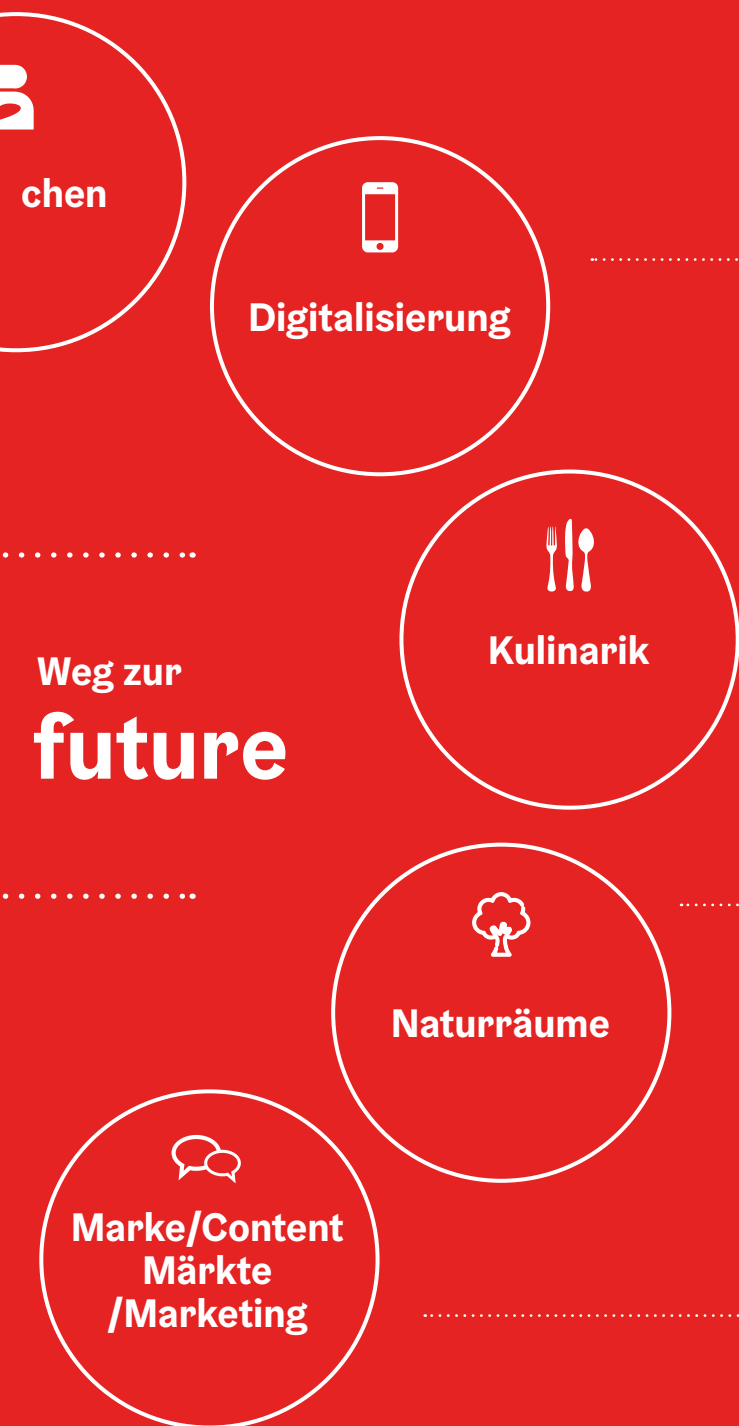 chen
Digitalisierung
Kulinarik
Weg zur
future
Naturräume
Marke/Content
Märkte
/Marketing